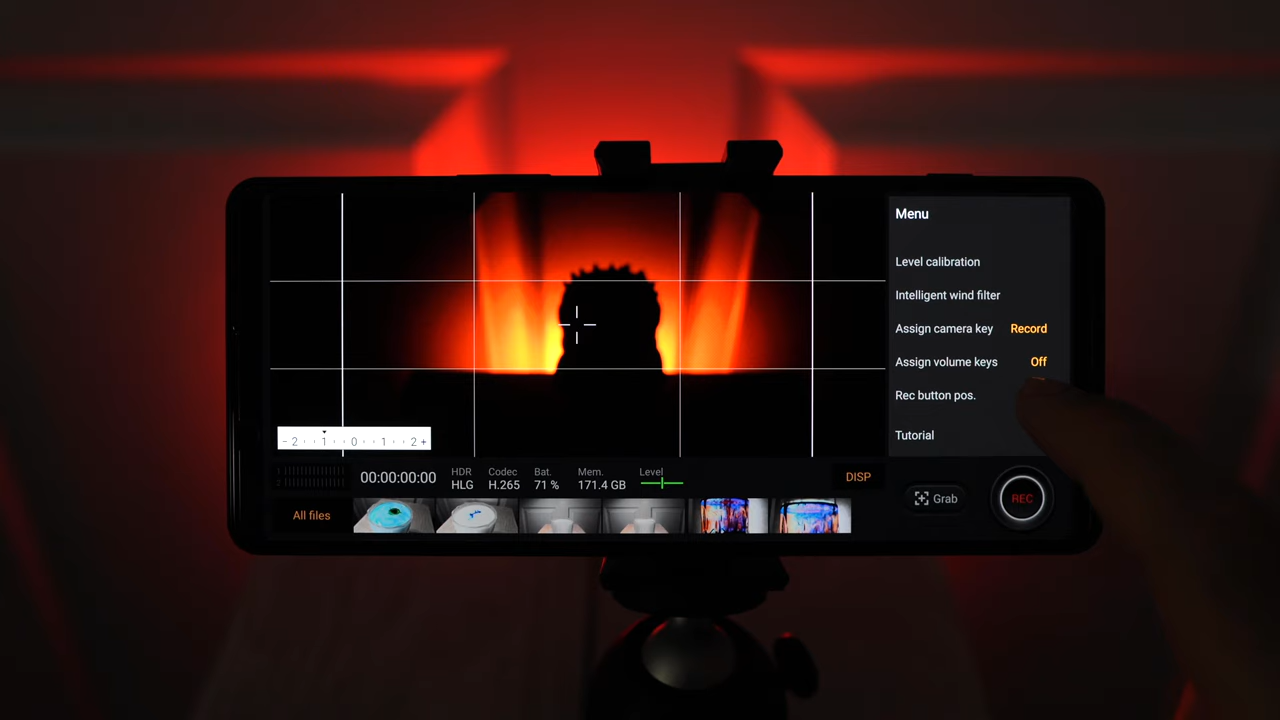 Menu
Level calibration
Intelligent wind filter
Assign camera key Record
Assign volume keys Off
Rec button pos.
Tutorial
- 2 1 0 1 2 +
00:00:00:00
HDR
HLG
Codec
H.265
Bat.
71 %
Mem.
171.4 GB
Level
DISP
All files
Grab
REC